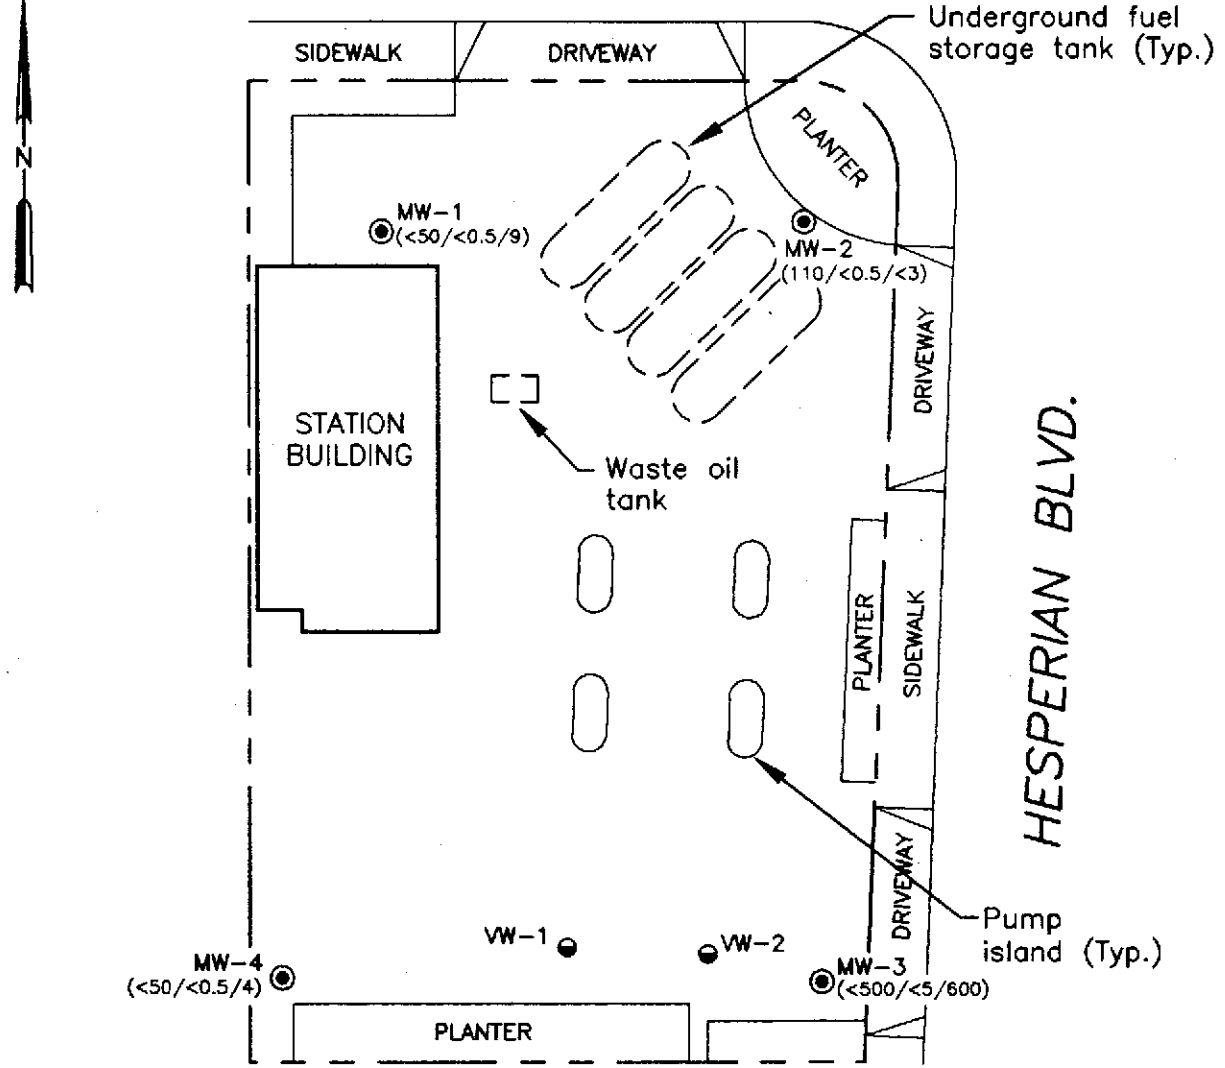 Underground fuel
storage tank (Typ.)
SIDEWALK
DRIVEWAY
PLANTER
N
MW-1
(<50/<0.5/9)
MW-2
(110/<0.5/<3)
DRIVEWAY
STATION
BUILDING
Waste oil
tank
HESPERIAN BLVD.
PLANTER
SIDEWALK
DRIVEWAY
Pump
island (Typ.)
VW-1
VW-2
MW-4
(<50/<0.5/4)
MW-3
(<500/<5/600)
PLANTER